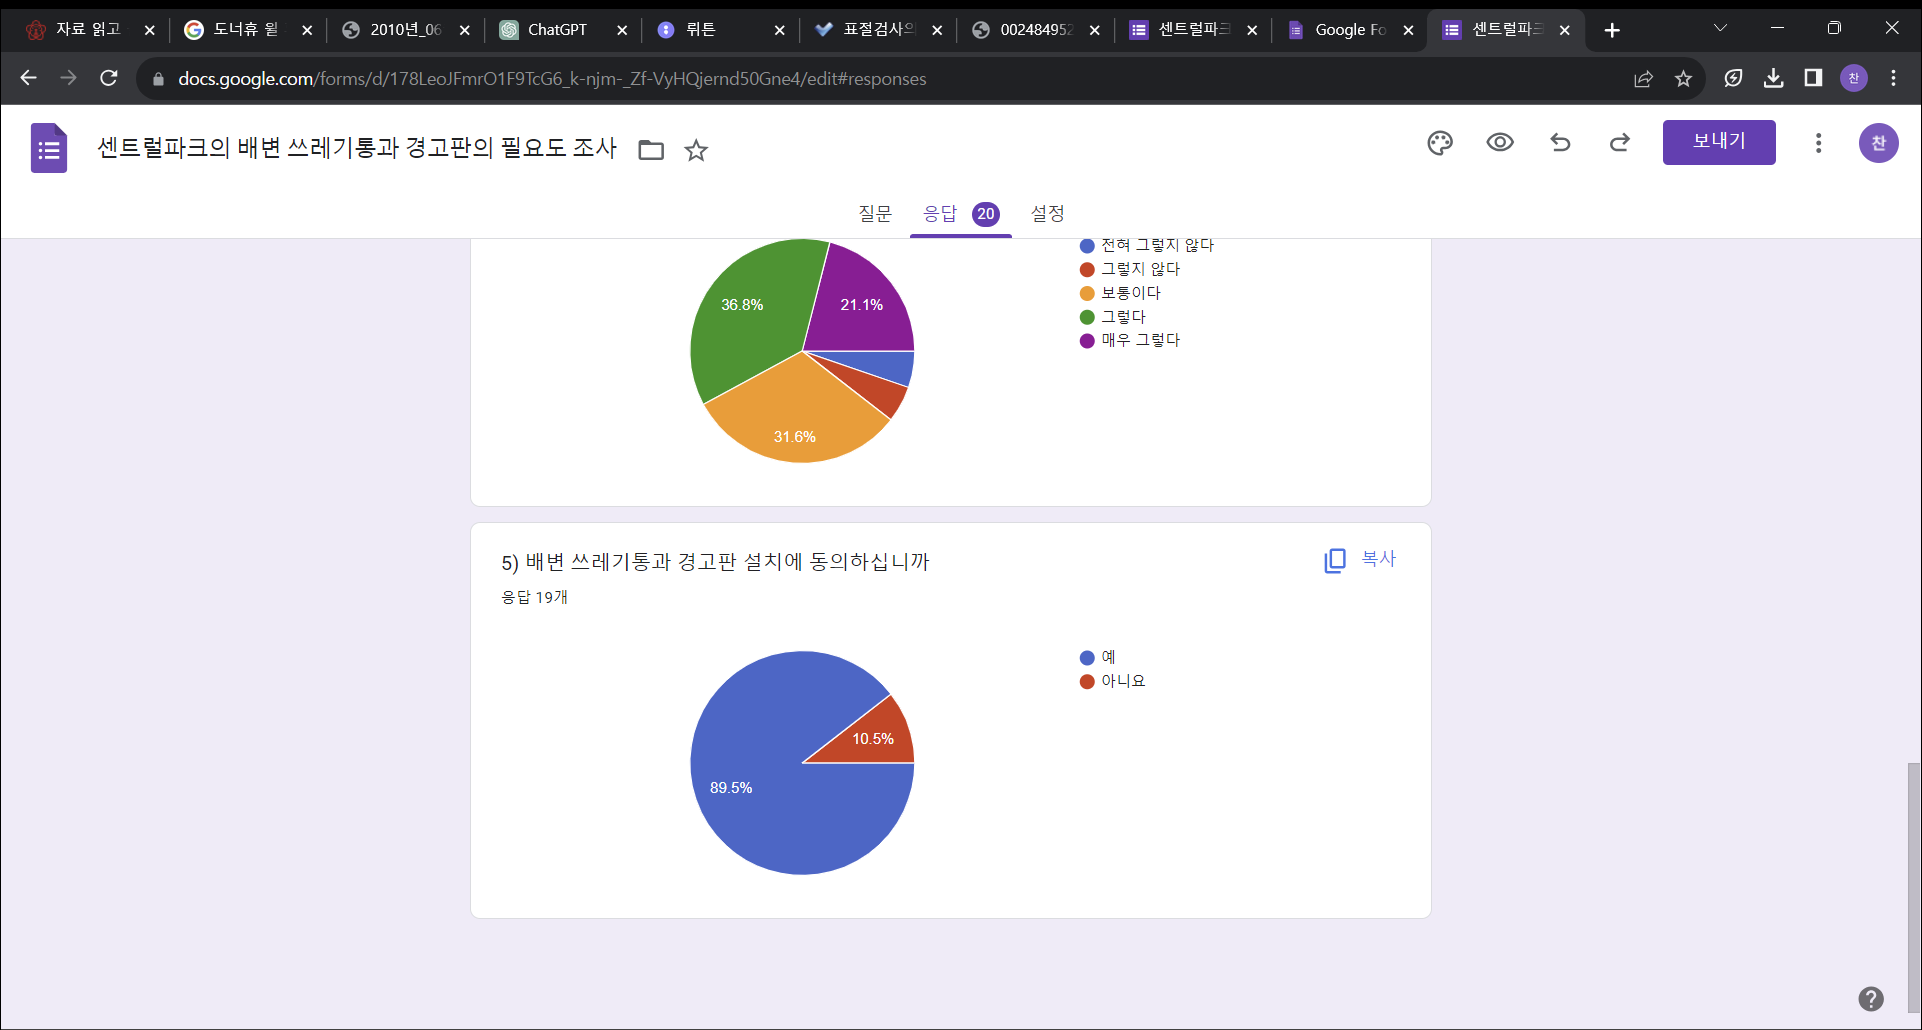 자료 읽고
도너휴 윌
2010년_06
ChatGPT
뤼튼
표절검사의
002484952
센트럴파크
Google Fo
센트럴파크
docs.google.com/forms/d/178LeoJFmrO1F9TcG6_k-njm-_Zf-VyHQjernd50Gne4/edit#responses
찬
센트럴파크의 배변 쓰레기통과 경고판의 필요도 조사
보내기
찬
질문
응답 20
설정
전혀 그렇지 않다
그렇지 않다
보통이다
그렇다
매우 그렇다
36.8%
21.1%
31.6%
5) 배변 쓰레기통과 경고판 설치에 동의하십니까
복사
응답 19개
예
아니요
10.5%
89.5%